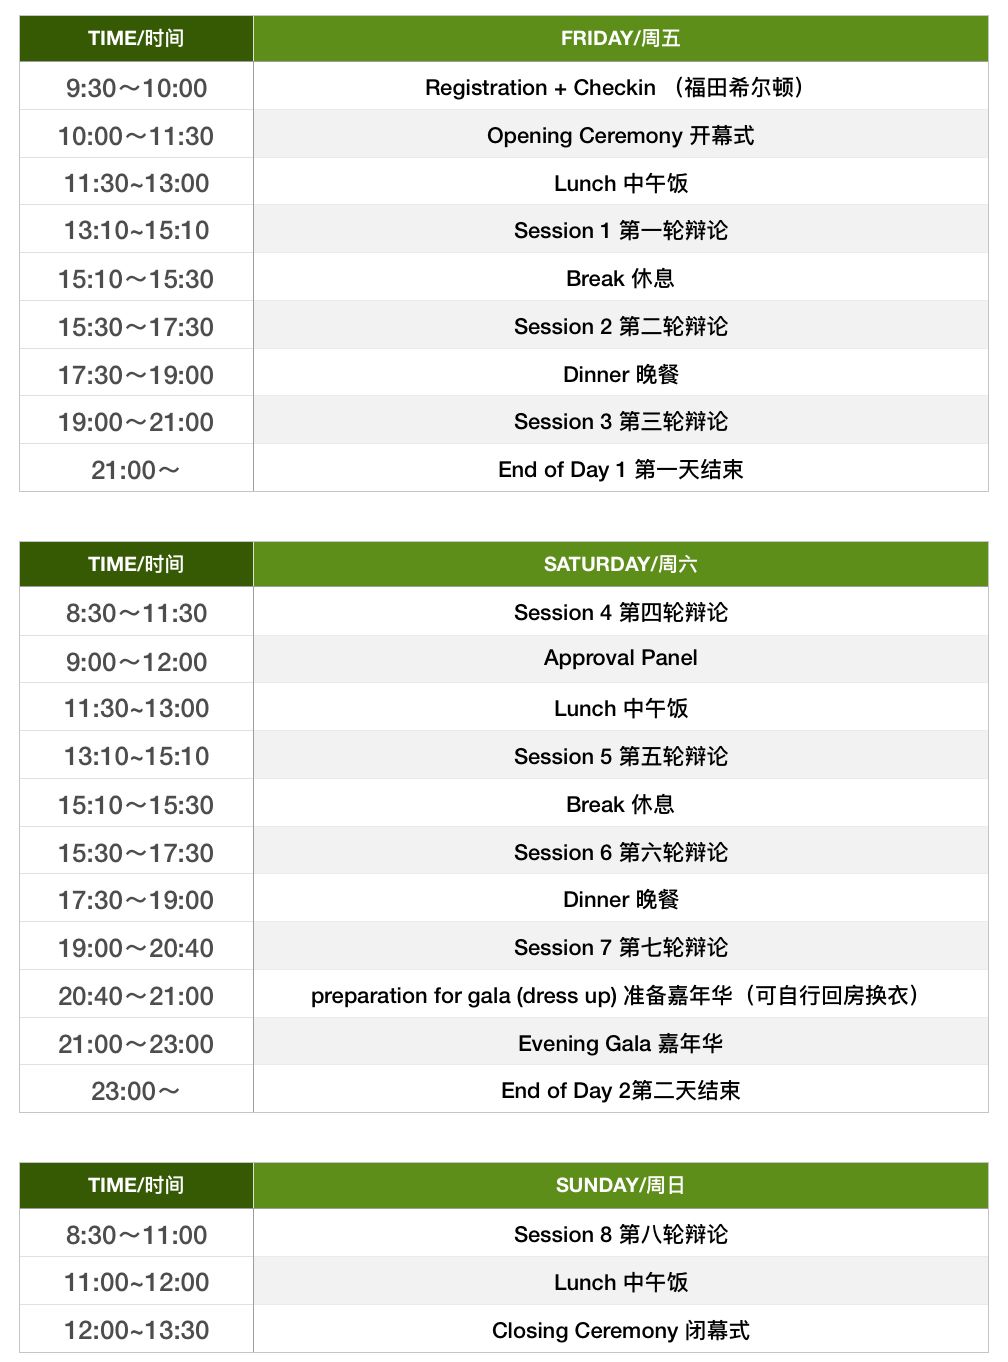 TIME/时间 FRIDAY/周五
9:30～10:00 Registration + Checkin （福田希尔顿）
10:00～11:30 Opening Ceremony 开幕式
11:30~13:00 Lunch 中午饭
13:10~15:10 Session 1 第一轮辩论
15:10～15:30 Break 休息
15:30～17:30 Session 2 第二轮辩论
17:30～19:00 Dinner 晚餐
19:00～21:00 Session 3 第三轮辩论
21:00～ End of Day 1 第一天结束
TIME/时间 SATURDAY/周六
8:30～11:30 Session 4 第四轮辩论
9:00～12:00 Approval Panel
11:30~13:00 Lunch 中午饭
13:10~15:10 Session 5 第五轮辩论
15:10～15:30 Break 休息
15:30～17:30 Session 6 第六轮辩论
17:30～19:00 Dinner 晚餐
19:00～20:40 Session 7 第七轮辩论
20:40～21:00 preparation for gala (dress up) 准备嘉年华（可自行回房换衣）
21:00～23:00 Evening Gala 嘉年华
23:00～ End of Day 2第二天结束
TIME/时间 SUNDAY/周日
8:30～11:00 Session 8 第八轮辩论
11:00~12:00 Lunch 中午饭
12:00~13:30 Closing Ceremony 闭幕式